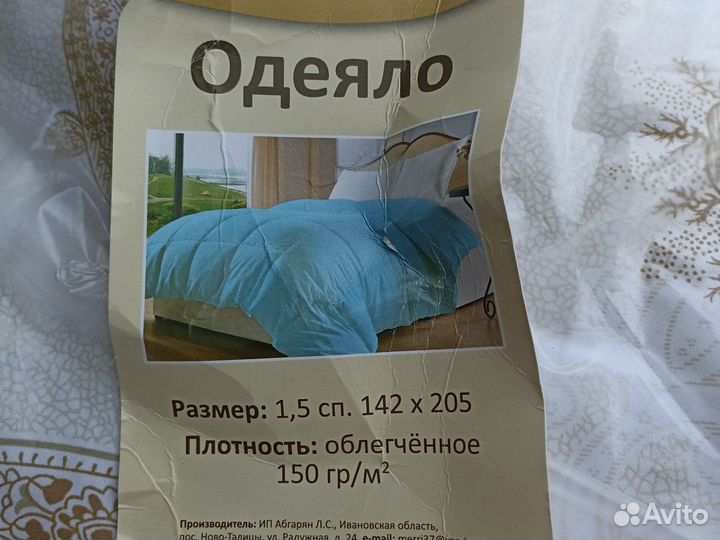 Одеяло
Размер: 1,5 сп. 142 х 205
Плотность: облегчённое
150 гр/м²
Производитель: ИП Абгарян Л.С., Ивановская область,
пос. Ново-Талицы, ул. Радужная, д. 24, e-mail:
Avito